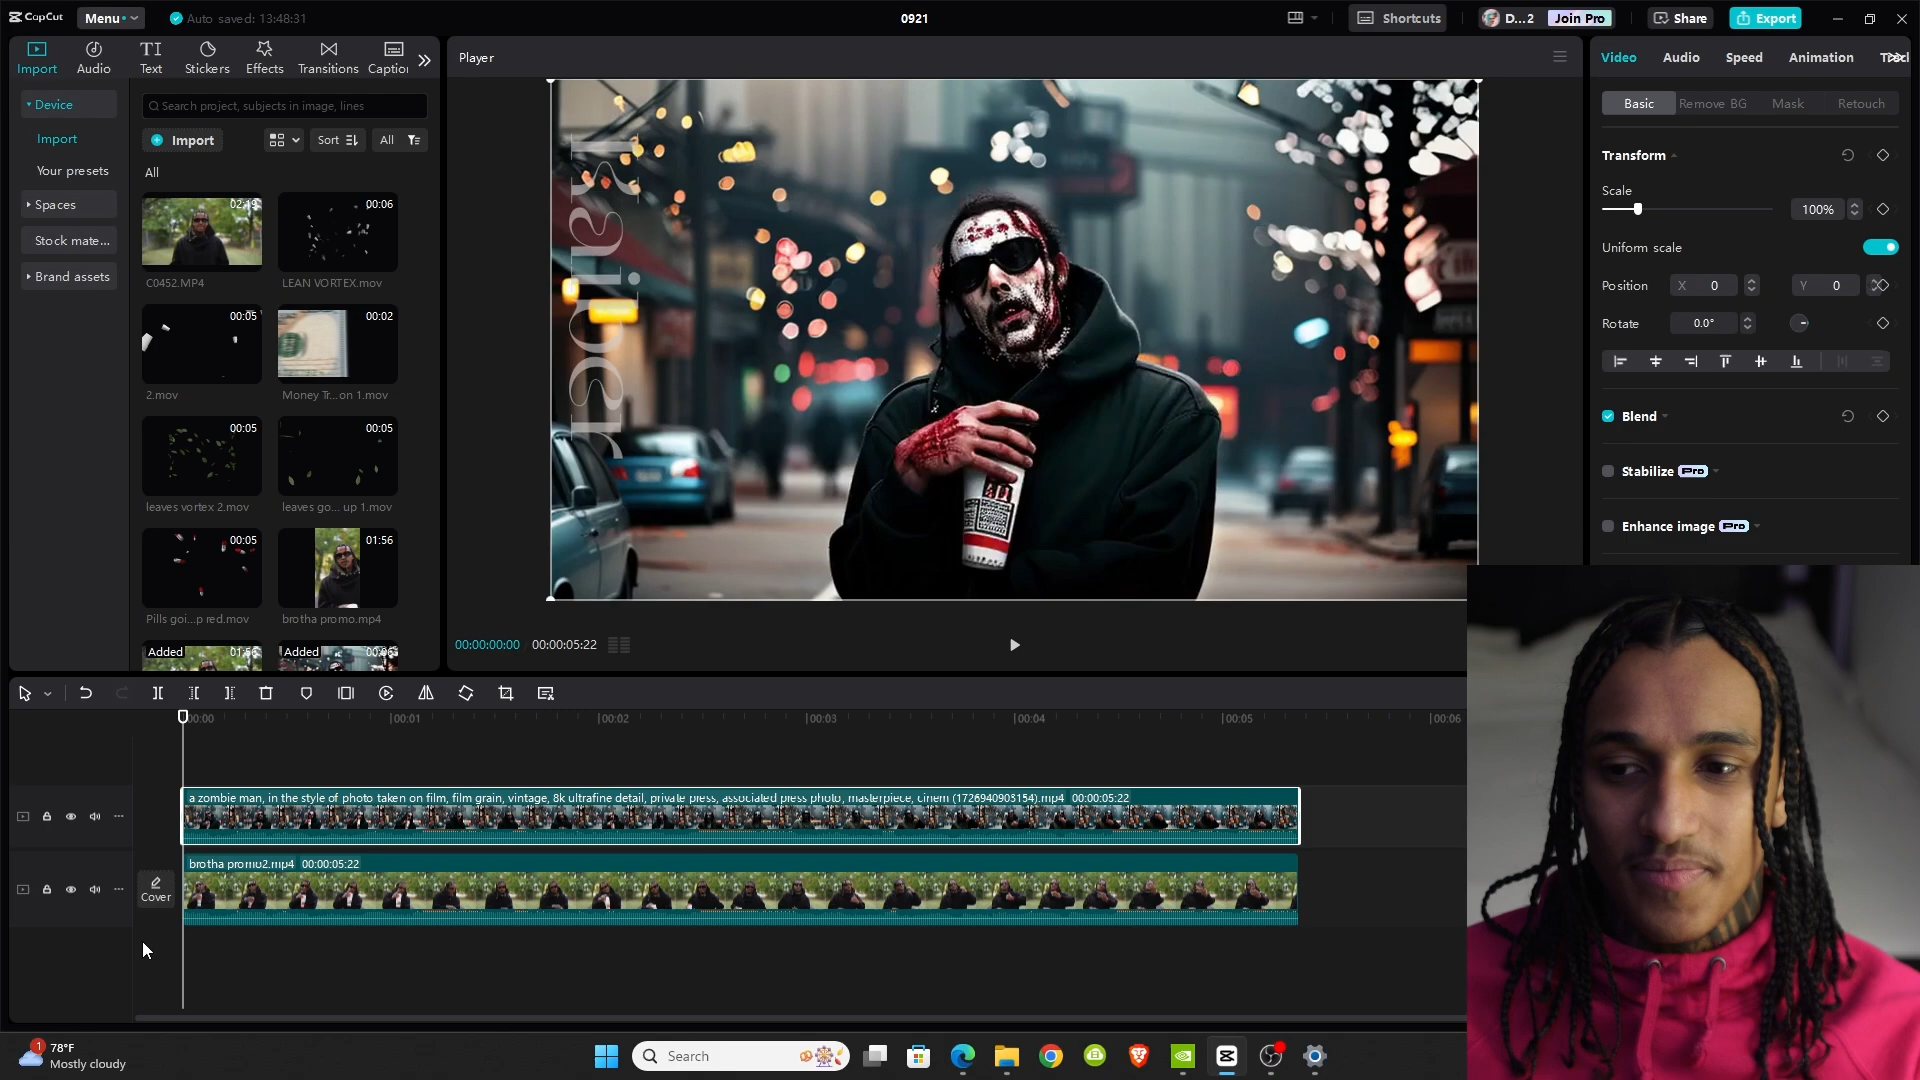 CapCut
Menu
Auto saved: 13:48:31
0921
Shortcuts
D...2
Join Pro
Share
Export
Import
Audio
Text
Stickers
Effects
Transitions
Device
Import
Your presets
Spaces
Stock mate...
Brand assets
Search project, subjects in image, lines
Import
Sort
All
All
02:19
00:06
C0452.MP4
LEAN VORTEX.mov
00:05
00:02
2.mov
Money Tr...on 1.mov
00:05
00:05
leaves vortex 2.mov
leaves go... up 1.mov
00:05
01:56
Pills goi...p red.mov
brotha promo.mp4
Added
01:56
Added
Player
Kaiber
00:00:00:00
00:00:05:22
Video
Audio
Speed
Animation
Basic
Remove BG
Mask
Retouch
Transform
Scale
100%
Uniform scale
Position
X 0
Y 0
Rotate
0.0°
Blend
Stabilize Pro
Enhance image Pro
00:00
00:01
00:02
00:03
00:04
00:05
00:06
a zombie man, in the style of photo taken on film, film grain, vintage, 8k ultrafine detail, private press, associated press photo, masterpiece, cinem (1726940903154).mp4 00:00:05:22
Cover
brotha promo2.mp4 00:00:05:22
1
78°F
Mostly cloudy
Search